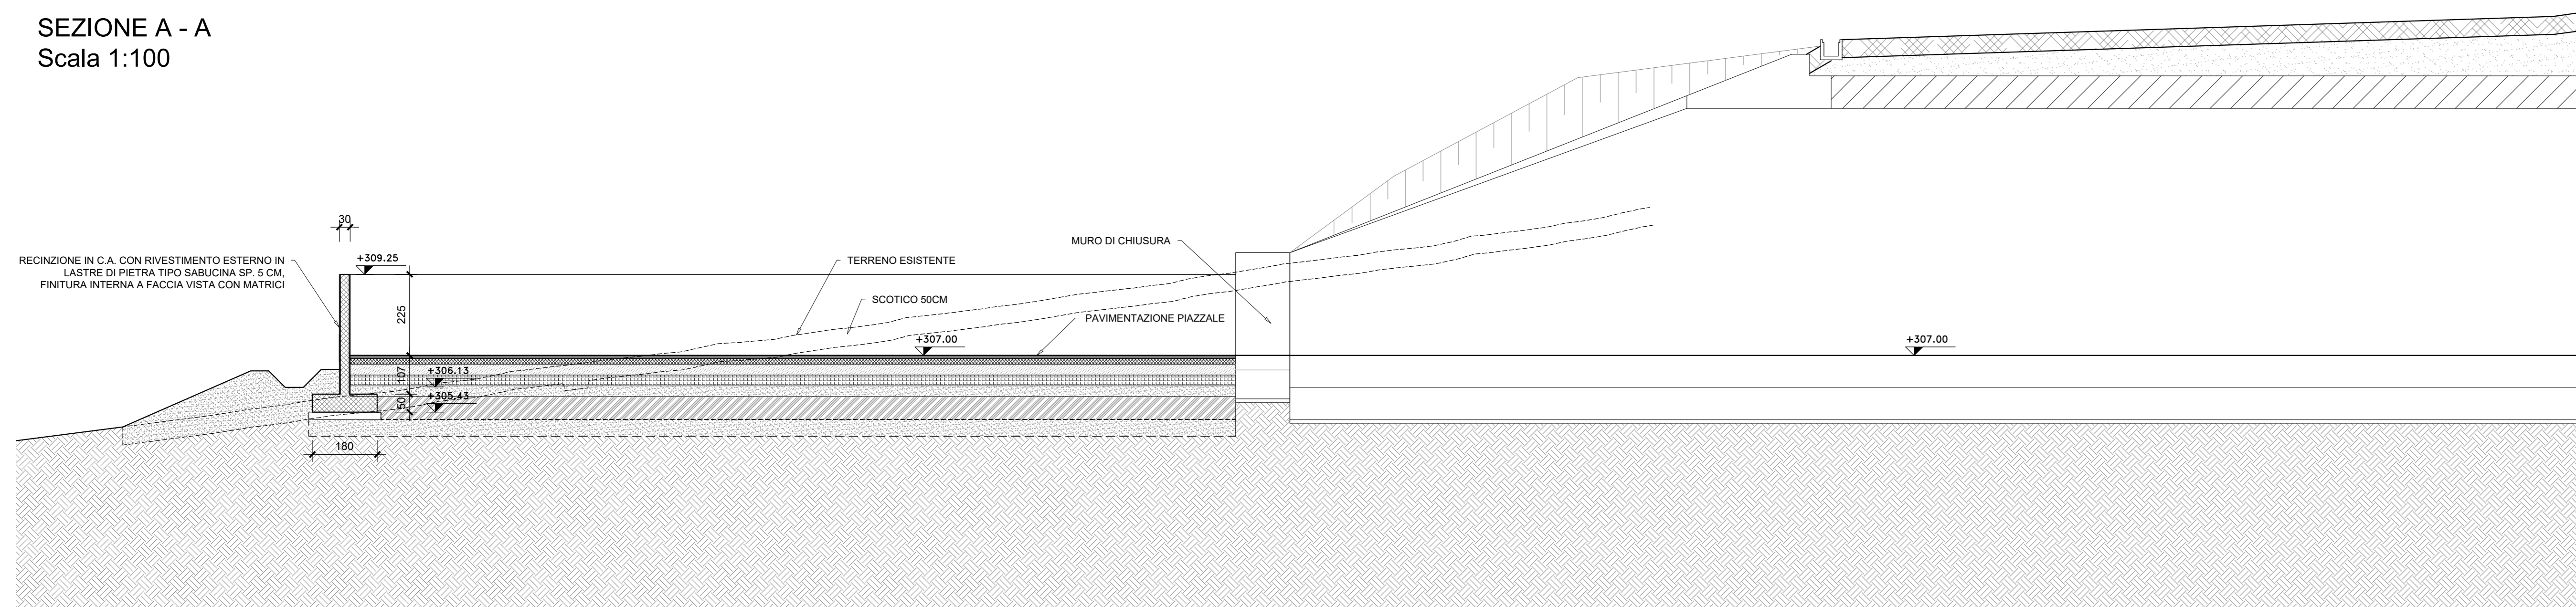 SEZIONE A - A
Scala 1:100
30
RECINZIONE IN C.A. CON RIVESTIMENTO ESTERNO IN
LASTRE DI PIETRA TIPO SABUCINA SP. 5 CM,
FINITURA INTERNA A FACCIA VISTA CON MATRICI
+309.25
225
107
50
+306.13
+305.43
180
TERRENO ESISTENTE
SCOTICO 50CM
PAVIMENTAZIONE PIAZZALE
+307.00
MURO DI CHIUSURA
+307.00